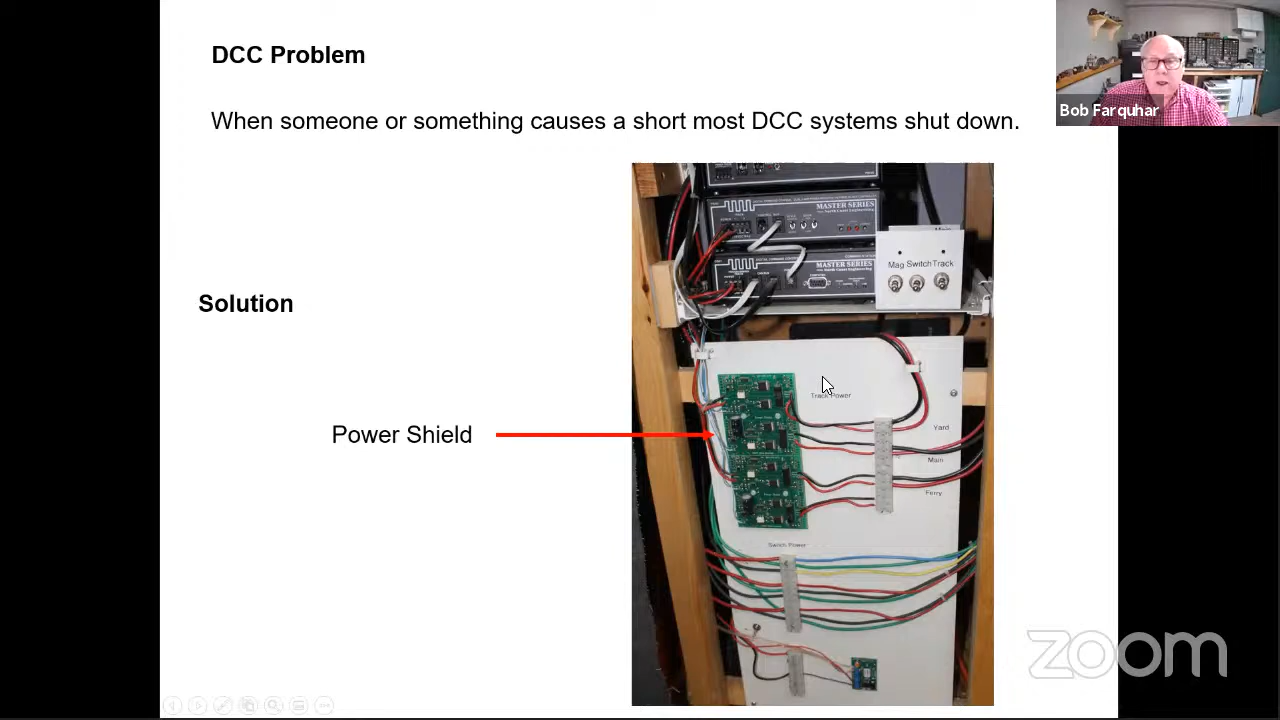 DCC Problem
Bob Farquhar
When someone or something causes a short most DCC systems shut down.
MASTER SERIES
MASTER SERIES
Mag Switch Track
Solution
Track Power
Power Shield
Yard
Main
Ferry
Switch Power
zoom